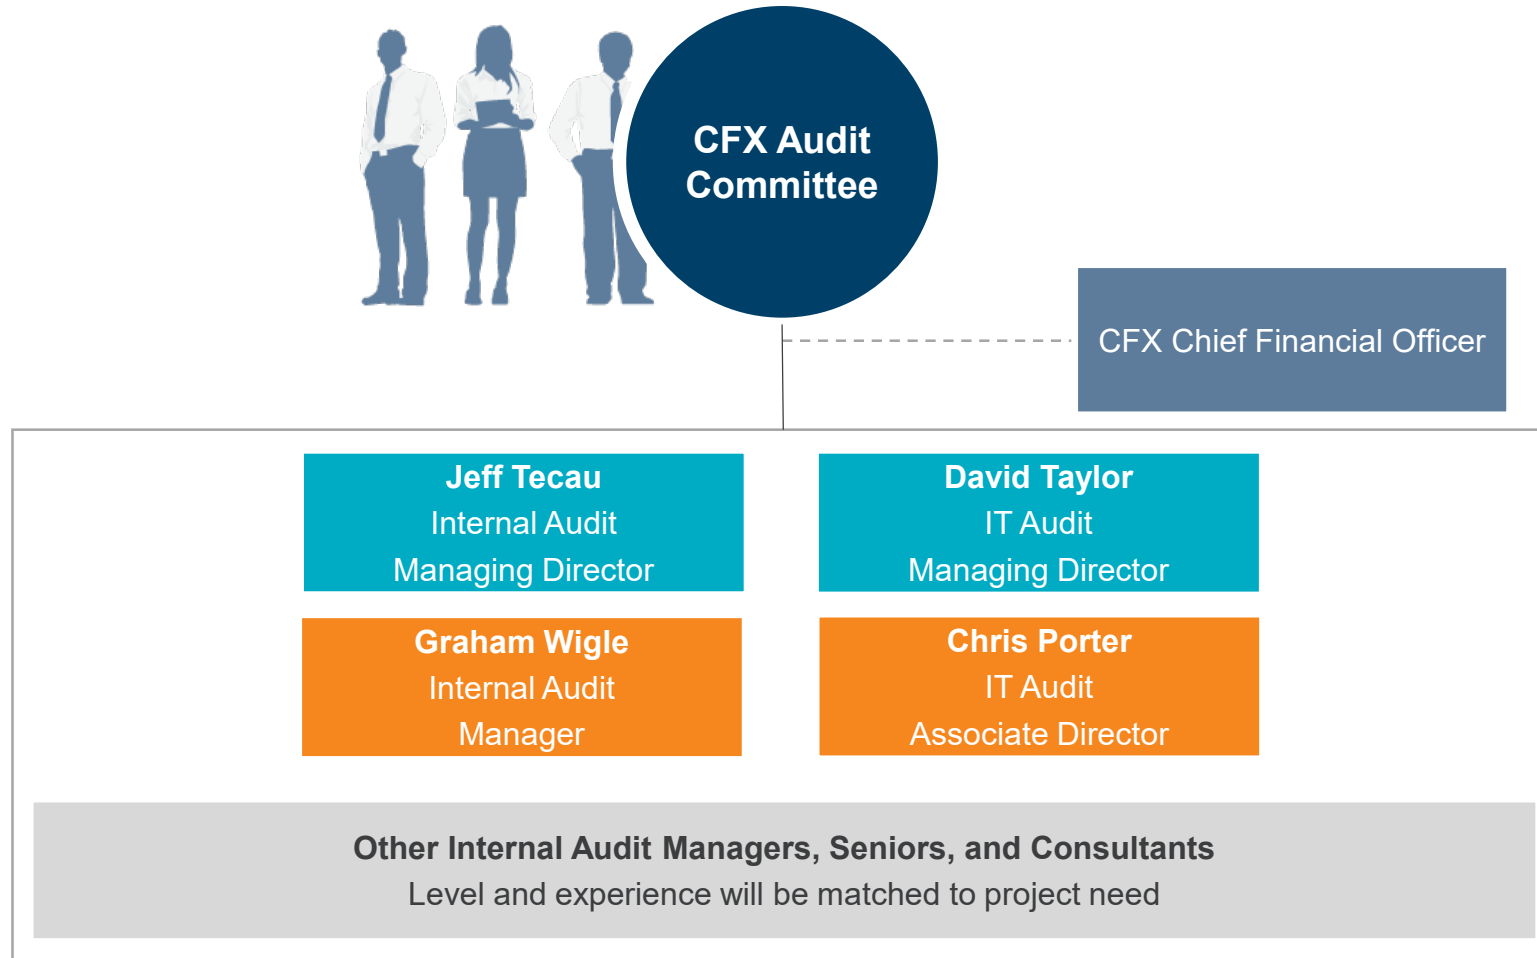 CFX Audit
Committee
CFX Chief Financial Officer
Jeff Tecau
Internal Audit
Managing Director
David Taylor
IT Audit
Managing Director
Graham Wigle
Internal Audit
Manager
Chris Porter
IT Audit
Associate Director
Other Internal Audit Managers, Seniors, and Consultants
Level and experience will be matched to project need